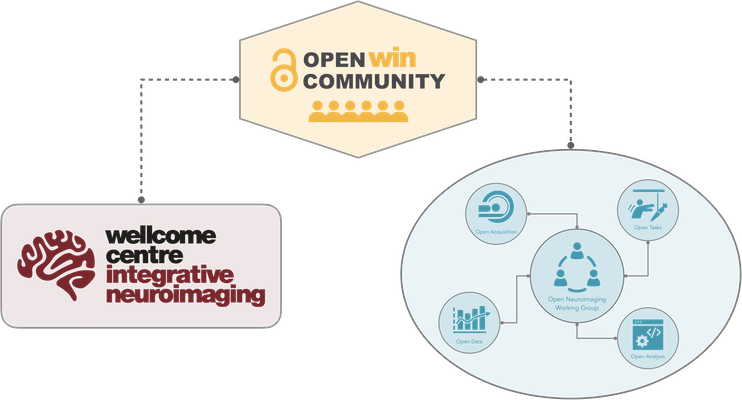 OPEN win
COMMUNITY
wellcome
centre
integrative
neuroimaging
Open Acquisition
Open Tasks
Open Neuroimaging
Working Group
Open Data
Open Analysis